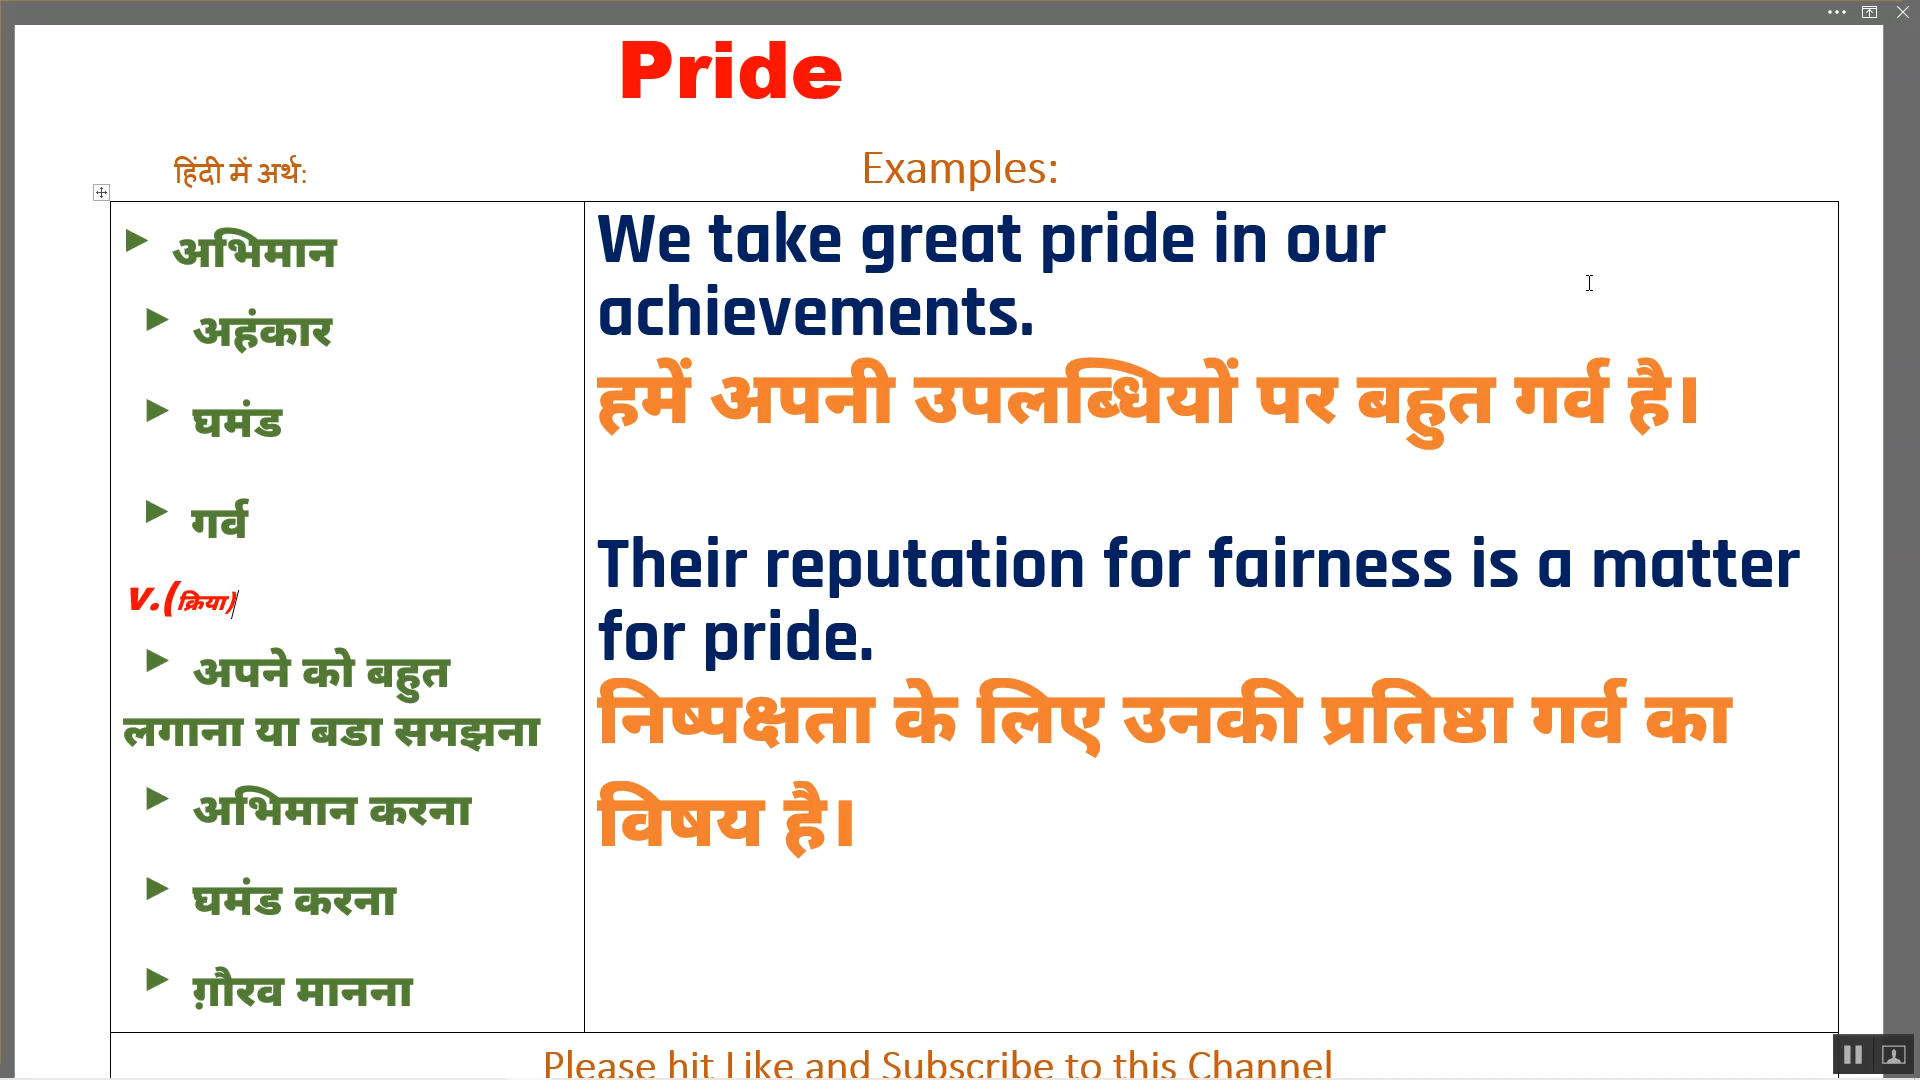 Pride
हिंदी में अर्थ:
Examples:
अभिमान
अहंकार
घमंड
गर्व
v.(क्रिया)
अपने को बहुत
लगाना या बडा समझना
अभिमान करना
घमंड करना
ग़ौरव मानना
We take great pride in our
achievements.
हमें अपनी उपलब्धियों पर बहुत गर्व है।
Their reputation for fairness is a matter
for pride.
निष्पक्षता के लिए उनकी प्रतिष्ठा गर्व का
विषय है।
Please hit Like and Subscribe to this Channel